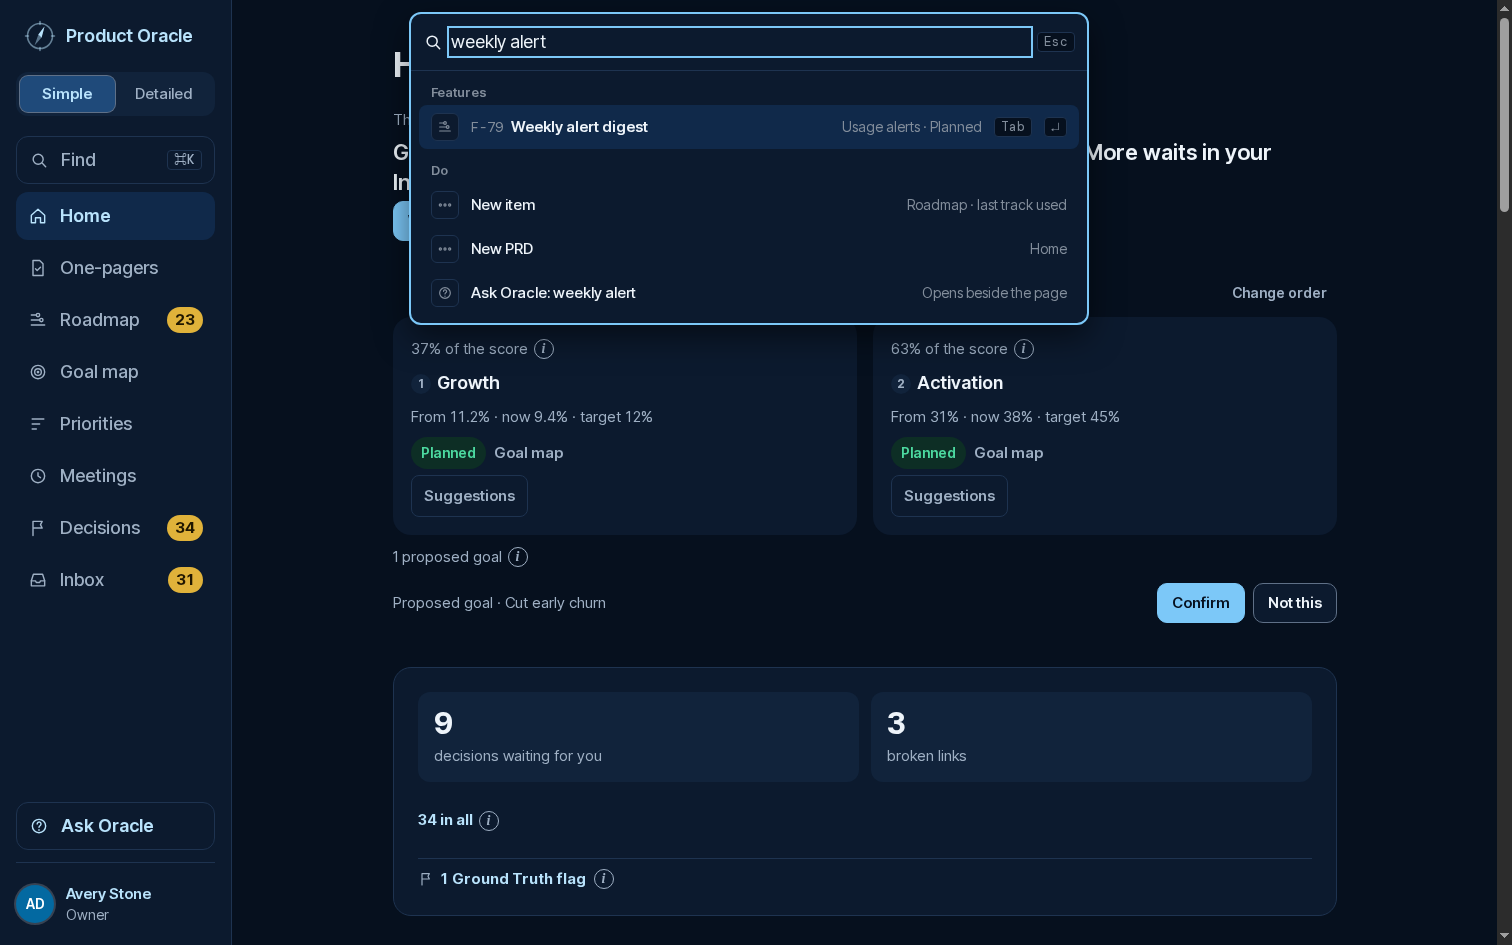 Product Oracle
Simple
Detailed
Find
⌘K
Home
One-pagers
Roadmap
23
Goal map
Priorities
Meetings
Decisions
34
Inbox
31
Ask Oracle
AD
Avery Stone
Owner
weekly alert
Esc
Features
F-79 Weekly alert digest
Usage alerts · Planned
Tab
↵
Do
New item
Roadmap · last track used
New PRD
Home
Ask Oracle: weekly alert
Opens beside the page
More waits in your
Change order
37% of the score i
1 Growth
From 11.2% · now 9.4% · target 12%
Planned
Goal map
Suggestions
63% of the score i
2 Activation
From 31% · now 38% · target 45%
Planned
Goal map
Suggestions
1 proposed goal i
Proposed goal · Cut early churn
Confirm
Not this
9
decisions waiting for you
3
broken links
34 in all i
1 Ground Truth flag i